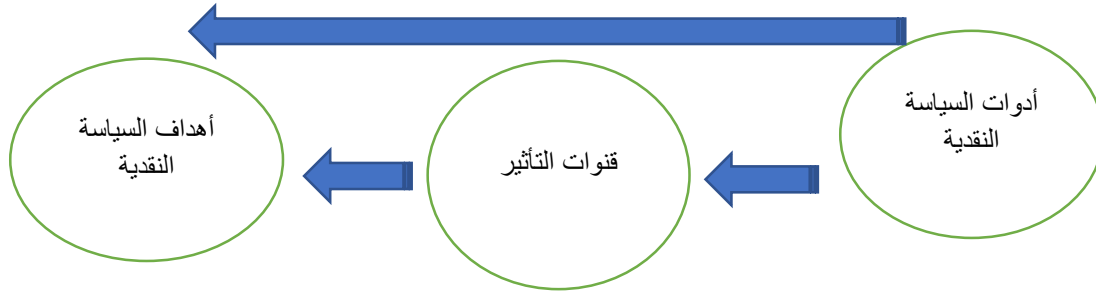 أدوات السياسة
النقدية
قنوات التأثير
أهداف السياسة
النقدية